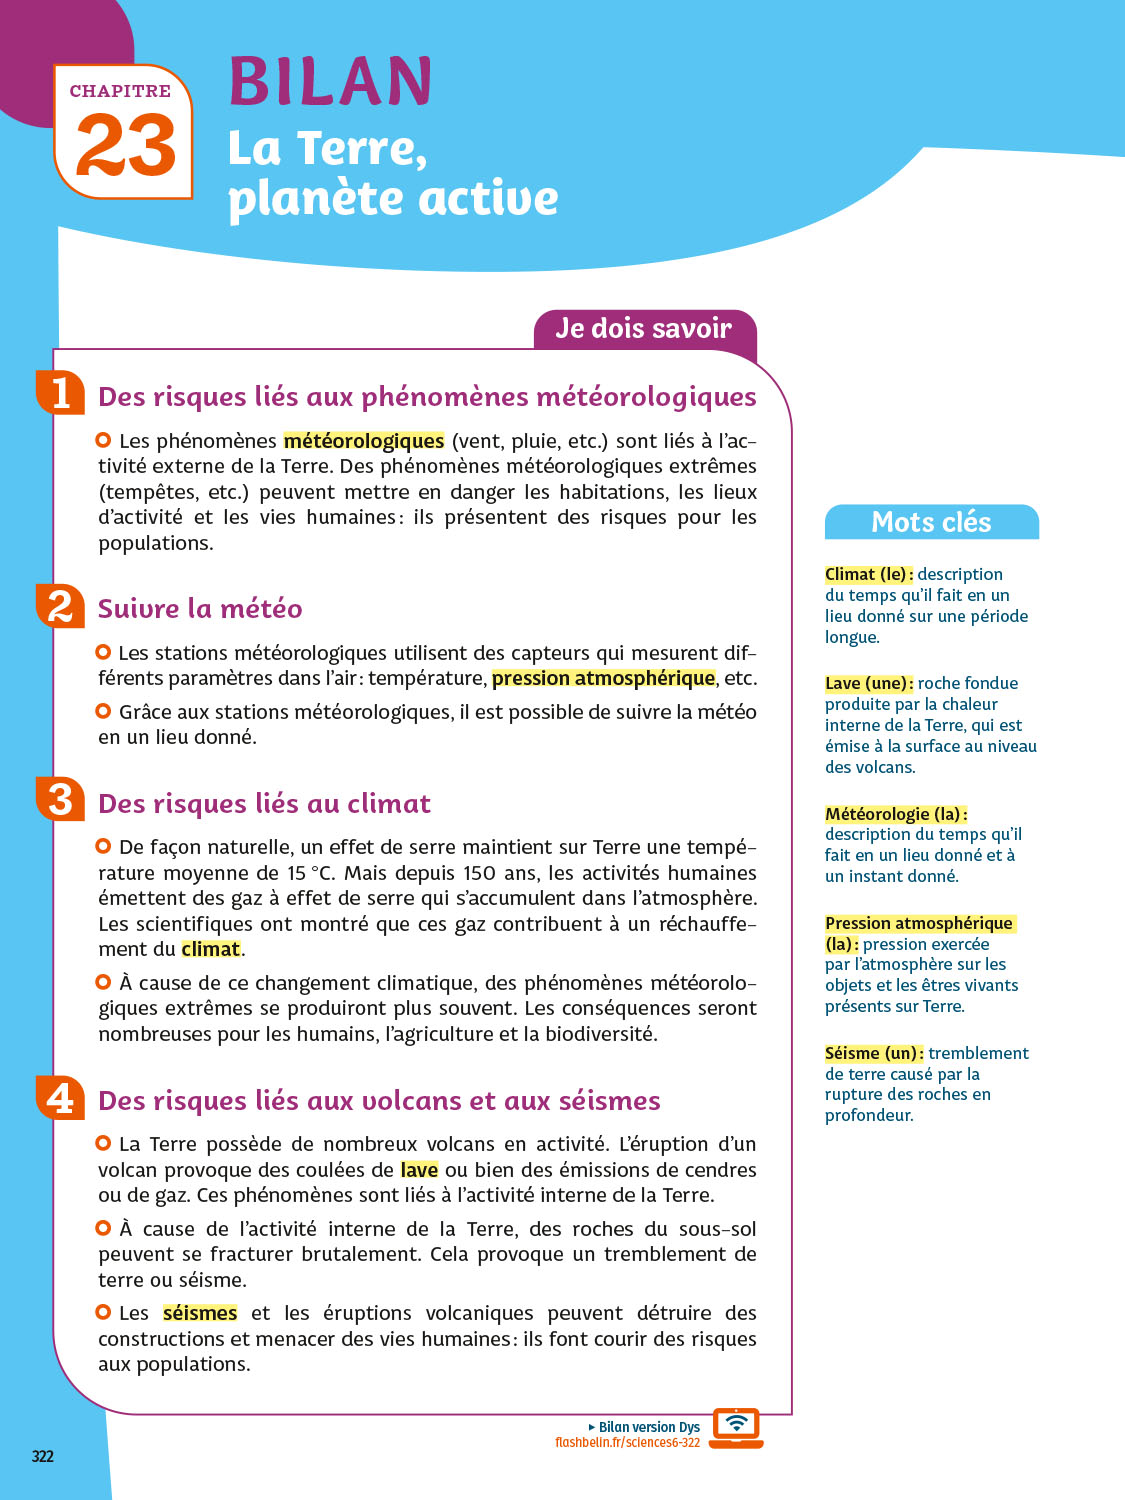 CHAPITRE
23
BILAN
La Terre,
planète active
Je dois savoir
1 Des risques liés aux phénomènes météorologiques
Les phénomènes météorologiques (vent, pluie, etc.) sont liés à l’ac-
tivité externe de la Terre. Des phénomènes météorologiques extrêmes
(tempêtes, etc.) peuvent mettre en danger les habitations, les lieux
d’activité et les vies humaines : ils présentent des risques pour les
populations.
2 Suivre la météo
Les stations météorologiques utilisent des capteurs qui mesurent dif-
férents paramètres dans l’air : température, pression atmosphérique, etc.
Grâce aux stations météorologiques, il est possible de suivre la météo
en un lieu donné.
3 Des risques liés au climat
De façon naturelle, un effet de serre maintient sur Terre une tempé-
rature moyenne de 15 °C. Mais depuis 150 ans, les activités humaines
émettent des gaz à effet de serre qui s’accumulent dans l’atmosphère.
Les scientifiques ont montré que ces gaz contribuent à un réchauffe-
ment du climat.
À cause de ce changement climatique, des phénomènes météorolo-
giques extrêmes se produiront plus souvent. Les conséquences seront
nombreuses pour les humains, l’agriculture et la biodiversité.
4 Des risques liés aux volcans et aux séismes
La Terre possède de nombreux volcans en activité. L’éruption d’un
volcan provoque des coulées de lave ou bien des émissions de cendres
ou de gaz. Ces phénomènes sont liés à l’activité interne de la Terre.
À cause de l’activité interne de la Terre, des roches du sous-sol
peuvent se fracturer brutalement. Cela provoque un tremblement de
terre ou séisme.
Les séismes et les éruptions volcaniques peuvent détruire des
constructions et menacer des vies humaines : ils font courir des risques
aux populations.
Mots clés
Climat (le) : description
du temps qu’il fait en un
lieu donné sur une période
longue.
Lave (une) : roche fondue
produite par la chaleur
interne de la Terre, qui est
émise à la surface au niveau
des volcans.
Météorologie (la) :
description du temps qu’il
fait en un lieu donné et à
un instant donné.
Pression atmosphérique
(la) : pression exercée
par l’atmosphère sur les
objets et les êtres vivants
présents sur Terre.
Séisme (un) : tremblement
de terre causé par la
rupture des roches en
profondeur.
▸ Bilan version Dys
flashbelin.fr/sciences6-322
322